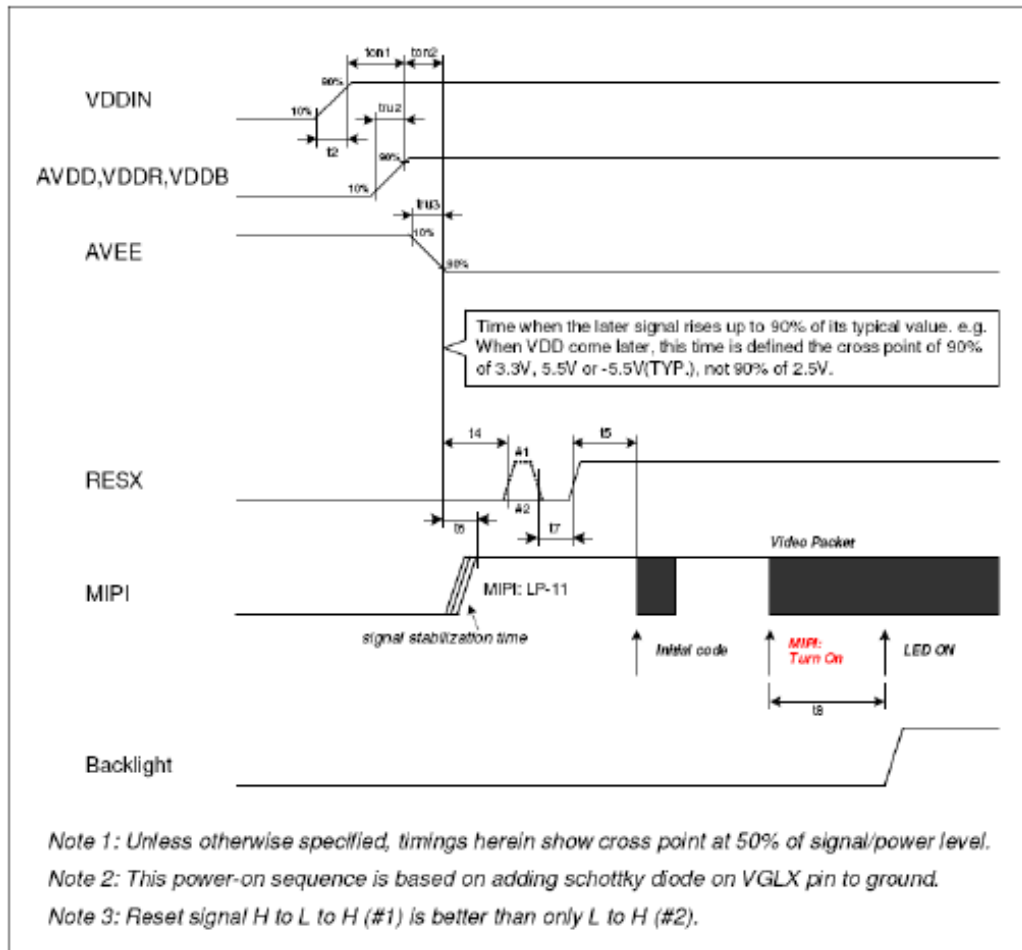 ton1 ton2
90%
VDDIN
10%
tru2
t2
90%
AVDD,VDDR,VDDB
10%
tru3
10%
AVEE
90%
Time when the later signal rises up to 90% of its typical value. e.g.
When VDD come later, this time is defined the cross point of 90%
of 3.3V, 5.5V or -5.5V(TYP.), not 90% of 2.5V.
t4 t5
#1
RESX
#2
t6 t7
Video Packet
MIPI MIPI: LP-11
signal stabilization time
Initial code MIPI: LED ON
Turn On
t8
Backlight
Note 1: Unless otherwise specified, timings herein show cross point at 50% of signal/power level.
Note 2: This power-on sequence is based on adding schottky diode on VGLX pin to ground.
Note 3: Reset signal H to L to H (#1) is better than only L to H (#2).